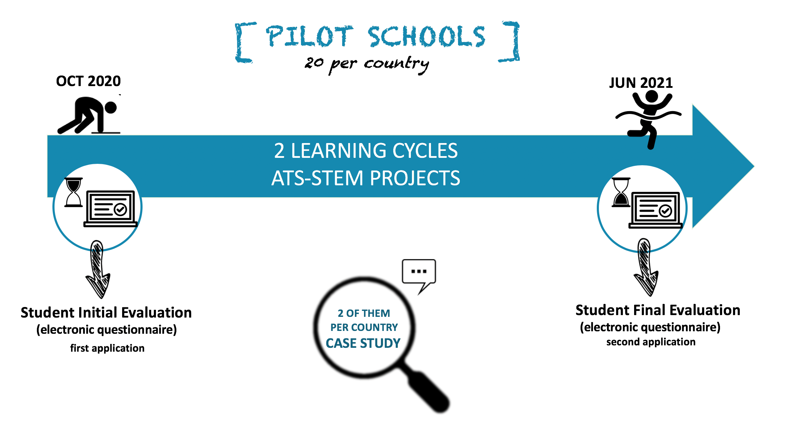 [ PILOT SCHOOLS ]
20 per country
OCT 2020
JUN 2021
2 LEARNING CYCLES
ATS-STEM PROJECTS
Student Initial Evaluation
(electronic questionnaire)
first application
2 OF THEM
PER COUNTRY
CASE STUDY
Student Final Evaluation
(electronic questionnaire)
second application